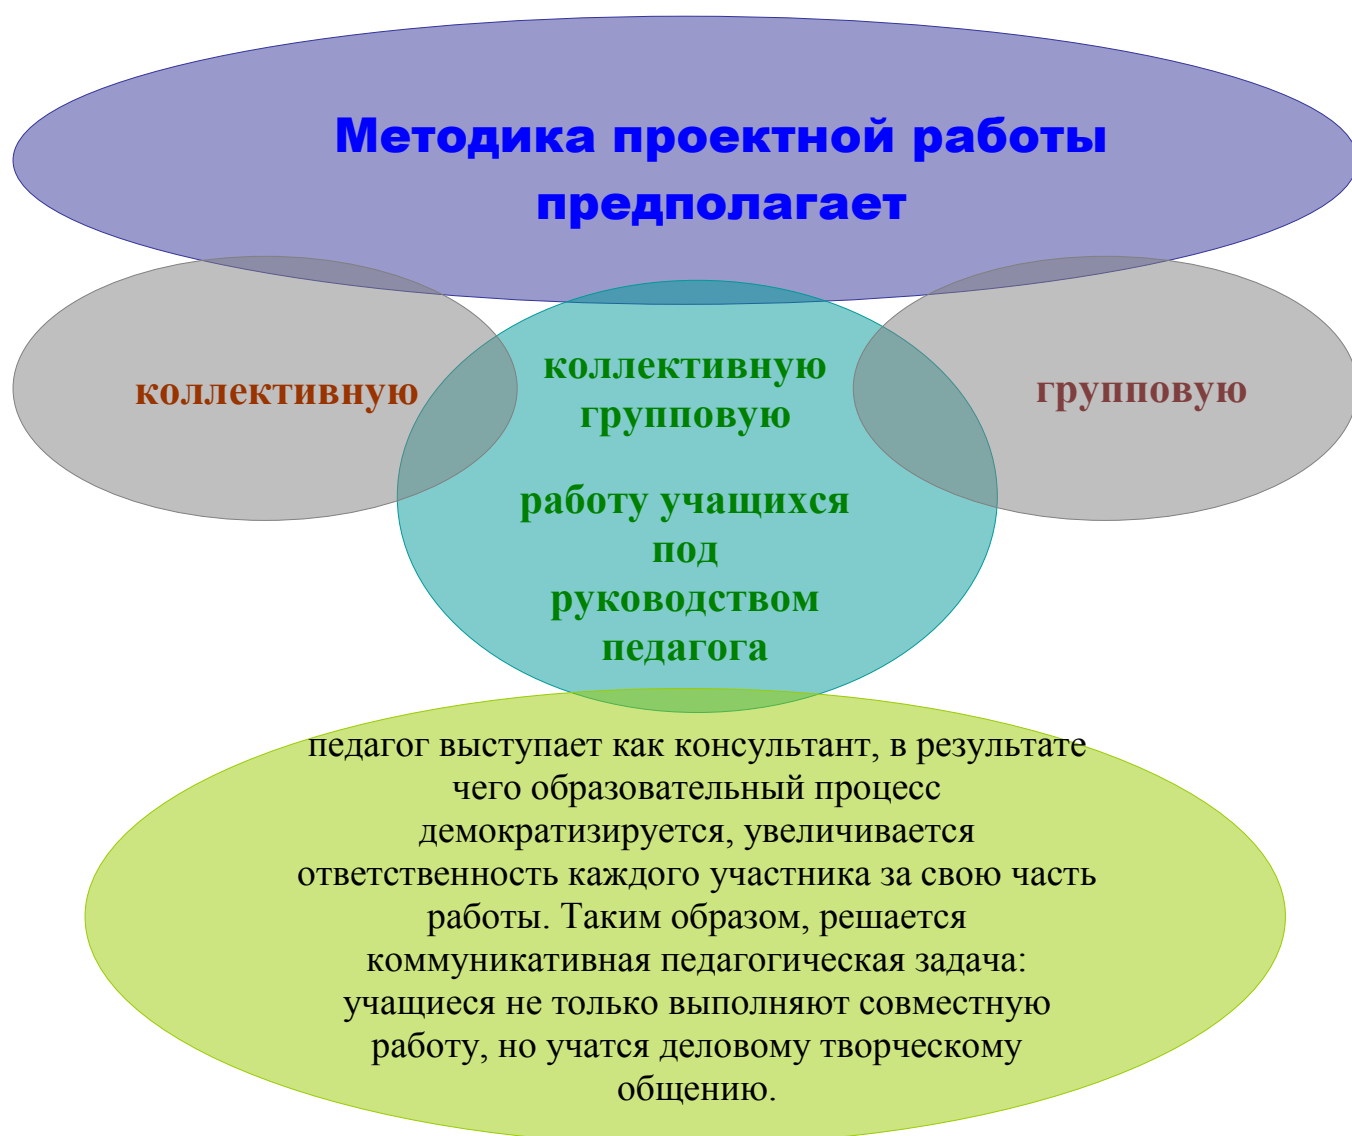 Методика проектной работы
предполагает
коллективную
коллективную
групповую
работу учащихся
под
руководством
педагога
групповую
педагог выступает как консультант, в результате
чего образовательный процесс
демократизируется, увеличивается
ответственность каждого участника за свою часть
работы. Таким образом, решается
коммуникативная педагогическая задача:
учащиеся не только выполняют совместную
работу, но учатся деловому творческому
общению.